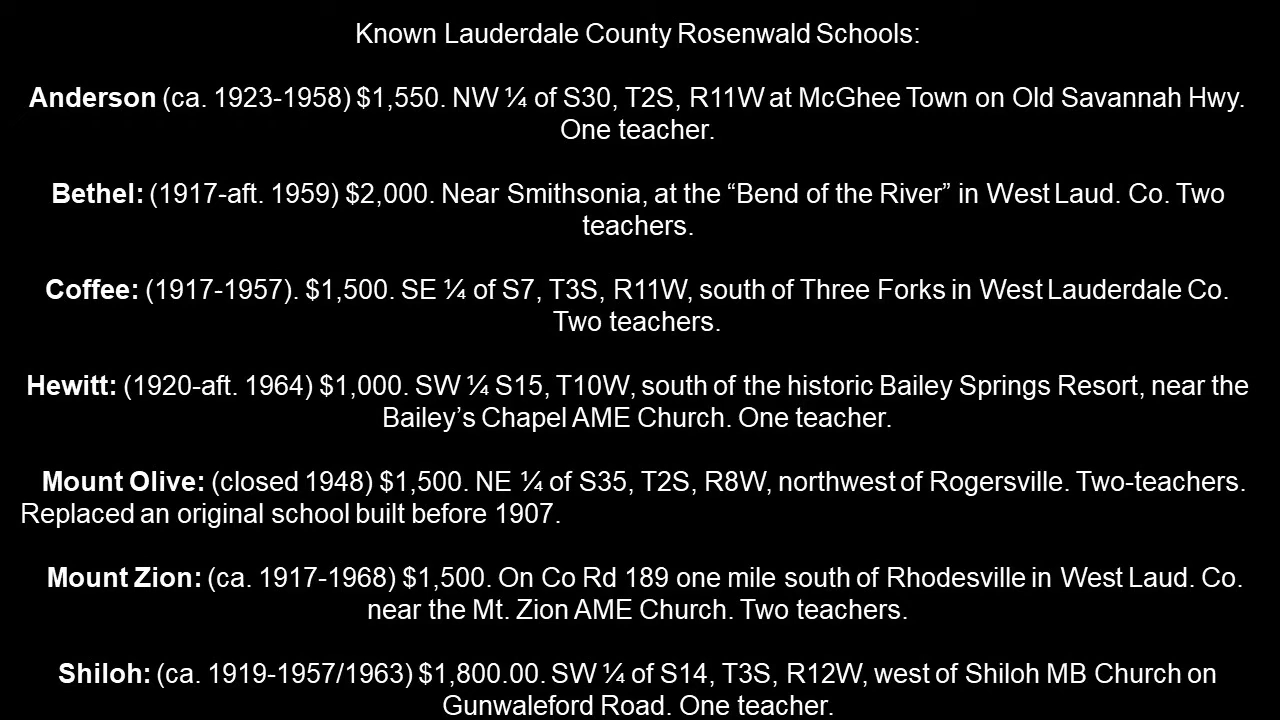 Known Lauderdale County Rosenwald Schools:
Anderson (ca. 1923-1958) $1,550. NW ¼ of S30, T2S, R11W at McGhee Town on Old Savannah Hwy.
One teacher.
Bethel: (1917-aft. 1959) $2,000. Near Smithsonia, at the “Bend of the River” in West Laud. Co. Two
teachers.
Coffee: (1917-1957). $1,500. SE ¼ of S7, T3S, R11W, south of Three Forks in West Lauderdale Co.
Two teachers.
Hewitt: (1920-aft. 1964) $1,000. SW ¼ S15, T10W, south of the historic Bailey Springs Resort, near the
Bailey’s Chapel AME Church. One teacher.
Mount Olive: (closed 1948) $1,500. NE ¼ of S35, T2S, R8W, northwest of Rogersville. Two-teachers.
Replaced an original school built before 1907.
Mount Zion: (ca. 1917-1968) $1,500. On Co Rd 189 one mile south of Rhodesville in West Laud. Co.
near the Mt. Zion AME Church. Two teachers.
Shiloh: (ca. 1919-1957/1963) $1,800.00. SW ¼ of S14, T3S, R12W, west of Shiloh MB Church on
Gunwaleford Road. One teacher.